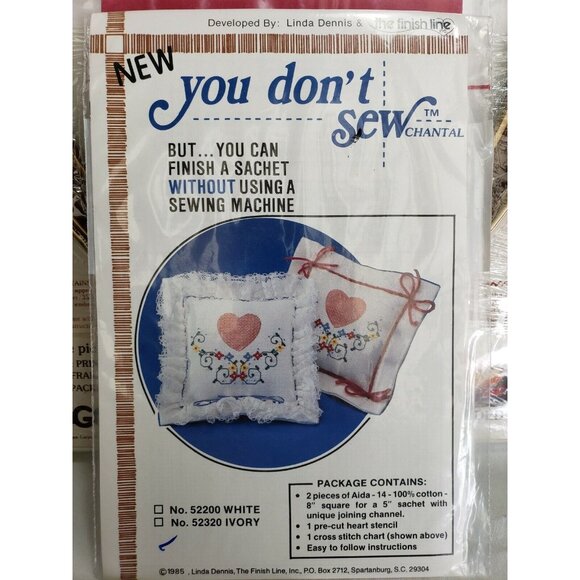 Developed By: Linda Dennis & the finish line
NEW
you don't
sew™
CHANTAL
BUT...YOU CAN
FINISH A SACHET
WITHOUT USING A
SEWING MACHINE
☐ No. 52200 WHITE
☐ No. 52320 IVORY
PACKAGE CONTAINS:
• 2 pieces of Aida - 14 - 100% cotton -
8" square for a 5" sachet with
unique joining channel.
• 1 pre-cut heart stencil
• 1 cross stitch chart (shown above)
• Easy to follow instructions
©1985, Linda Dennis, The Finish Line, Inc., P.O. Box 2712, Spartanburg, S.C. 29304